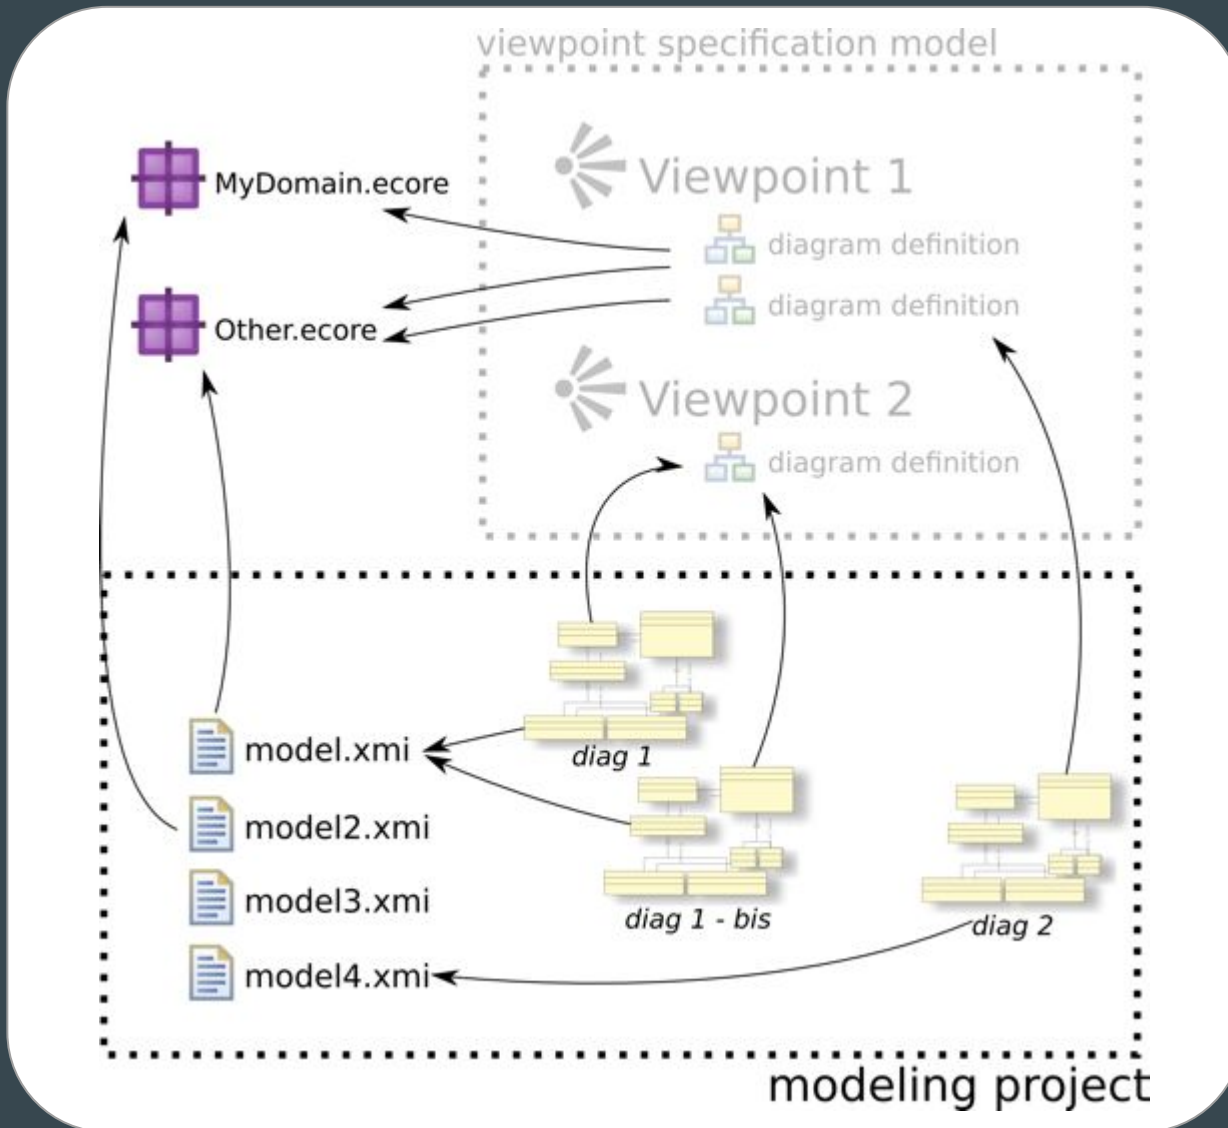 viewpoint specification model
Viewpoint 1
MyDomain.ecore
diagram definition
diagram definition
Other.ecore
Viewpoint 2
diagram definition
diag 1
model.xmi
model2.xmi
model3.xmi
diag 1 - bis
diag 2
model4.xmi
modeling project